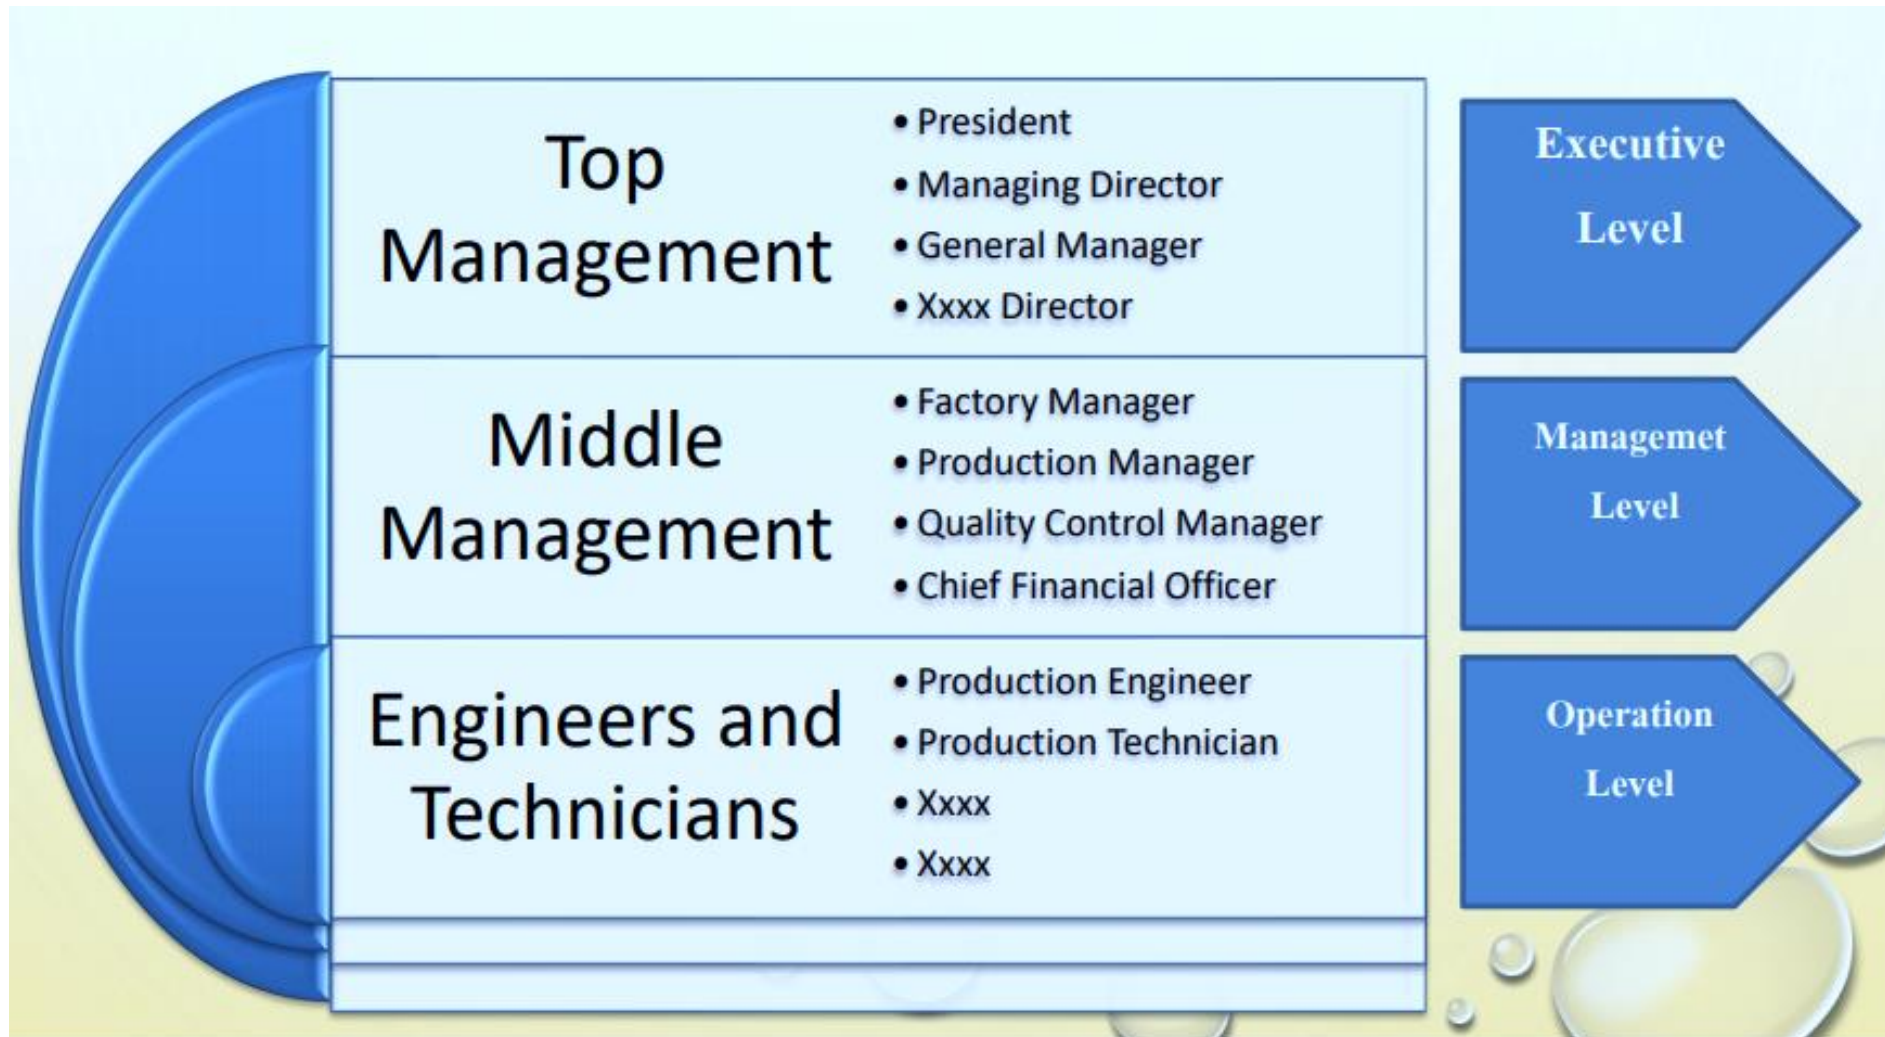 Top
Management
• President
• Managing Director
• General Manager
• Xxxx Director
Executive
Level
Middle
Management
• Factory Manager
• Production Manager
• Quality Control Manager
• Chief Financial Officer
Managemet
Level
Engineers and
Technicians
• Production Engineer
• Production Technician
• Xxxx
• Xxxx
Operation
Level